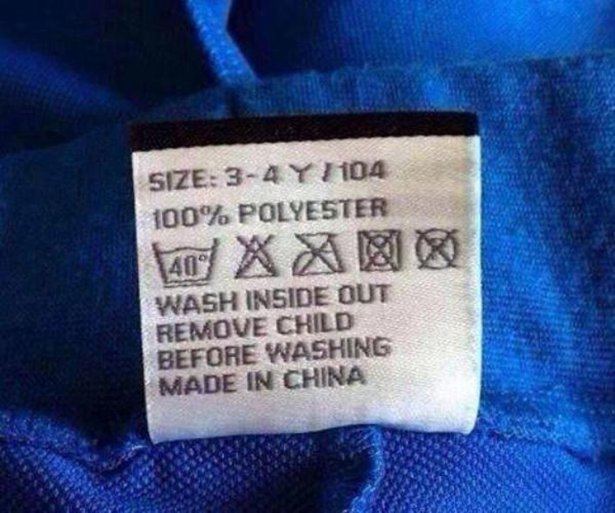 SIZE: 3-4 Y / 104
100% POLYESTER
40°
WASH INSIDE OUT
REMOVE CHILD
BEFORE WASHING
MADE IN CHINA